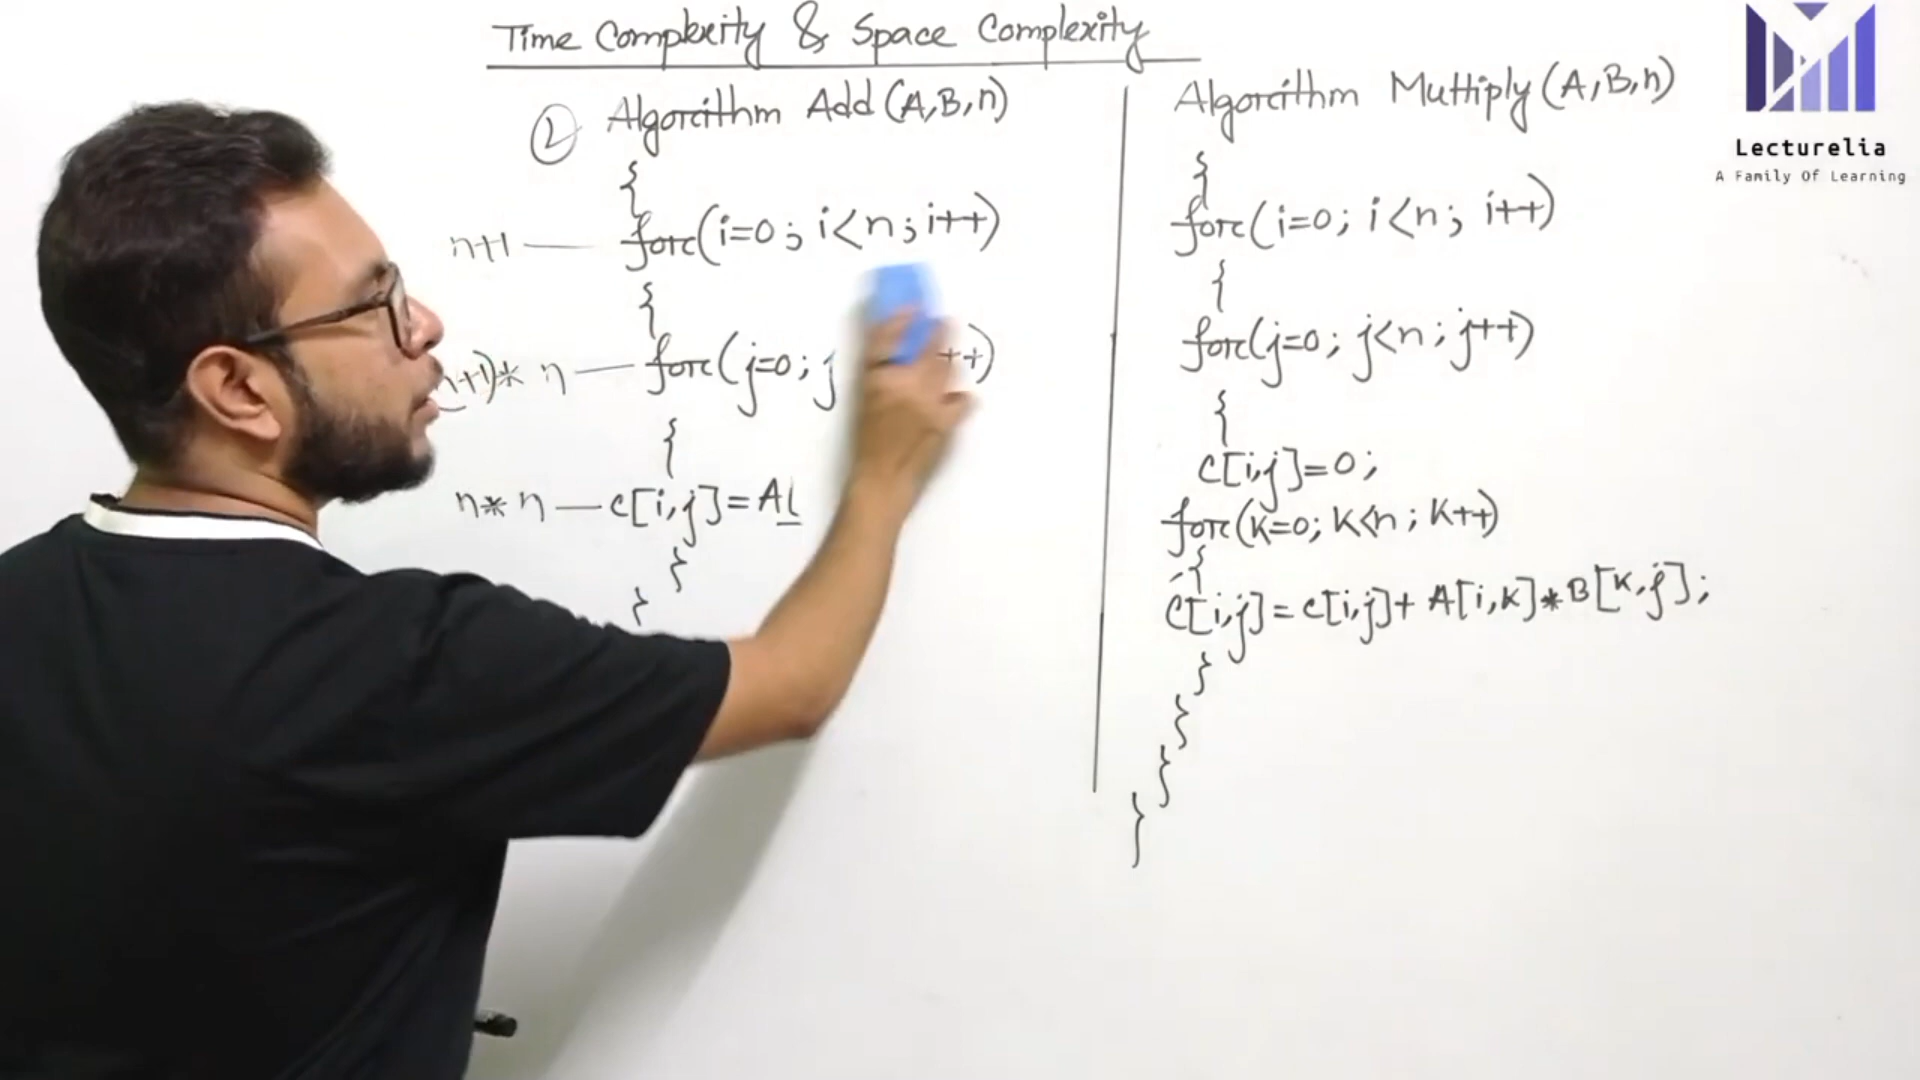 Time Complexity & Space Complexity
② Algorithm Add (A,B,n)
{
n+1 — for(i=0; i<n; i++)
{
n+1)* n — for(j=0; j ++)
{
n*n — c[i,j]=A[
}
}
Algorithm Multiply (A,B,n)
{
for(i=0; i<n; i++)
{
for(j=0; j<n; j++)
{
c[i,j]=0;
for(k=0; k<n; k++)
{
c[i,j]=c[i,j]+ A[i,k]*B[k,j];
}
}
}
}
Lecturelia
A Family Of Learning